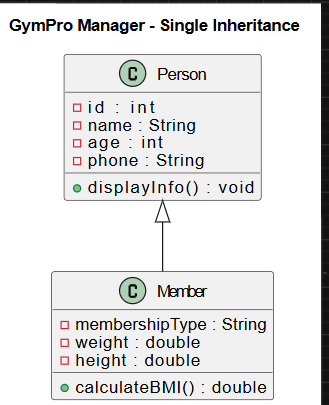 GymPro Manager - Single Inheritance
C Person
id : int
name : String
age : int
phone : String
displayInfo() : void
C Member
membershipType : String
weight : double
height : double
calculateBMI() : double